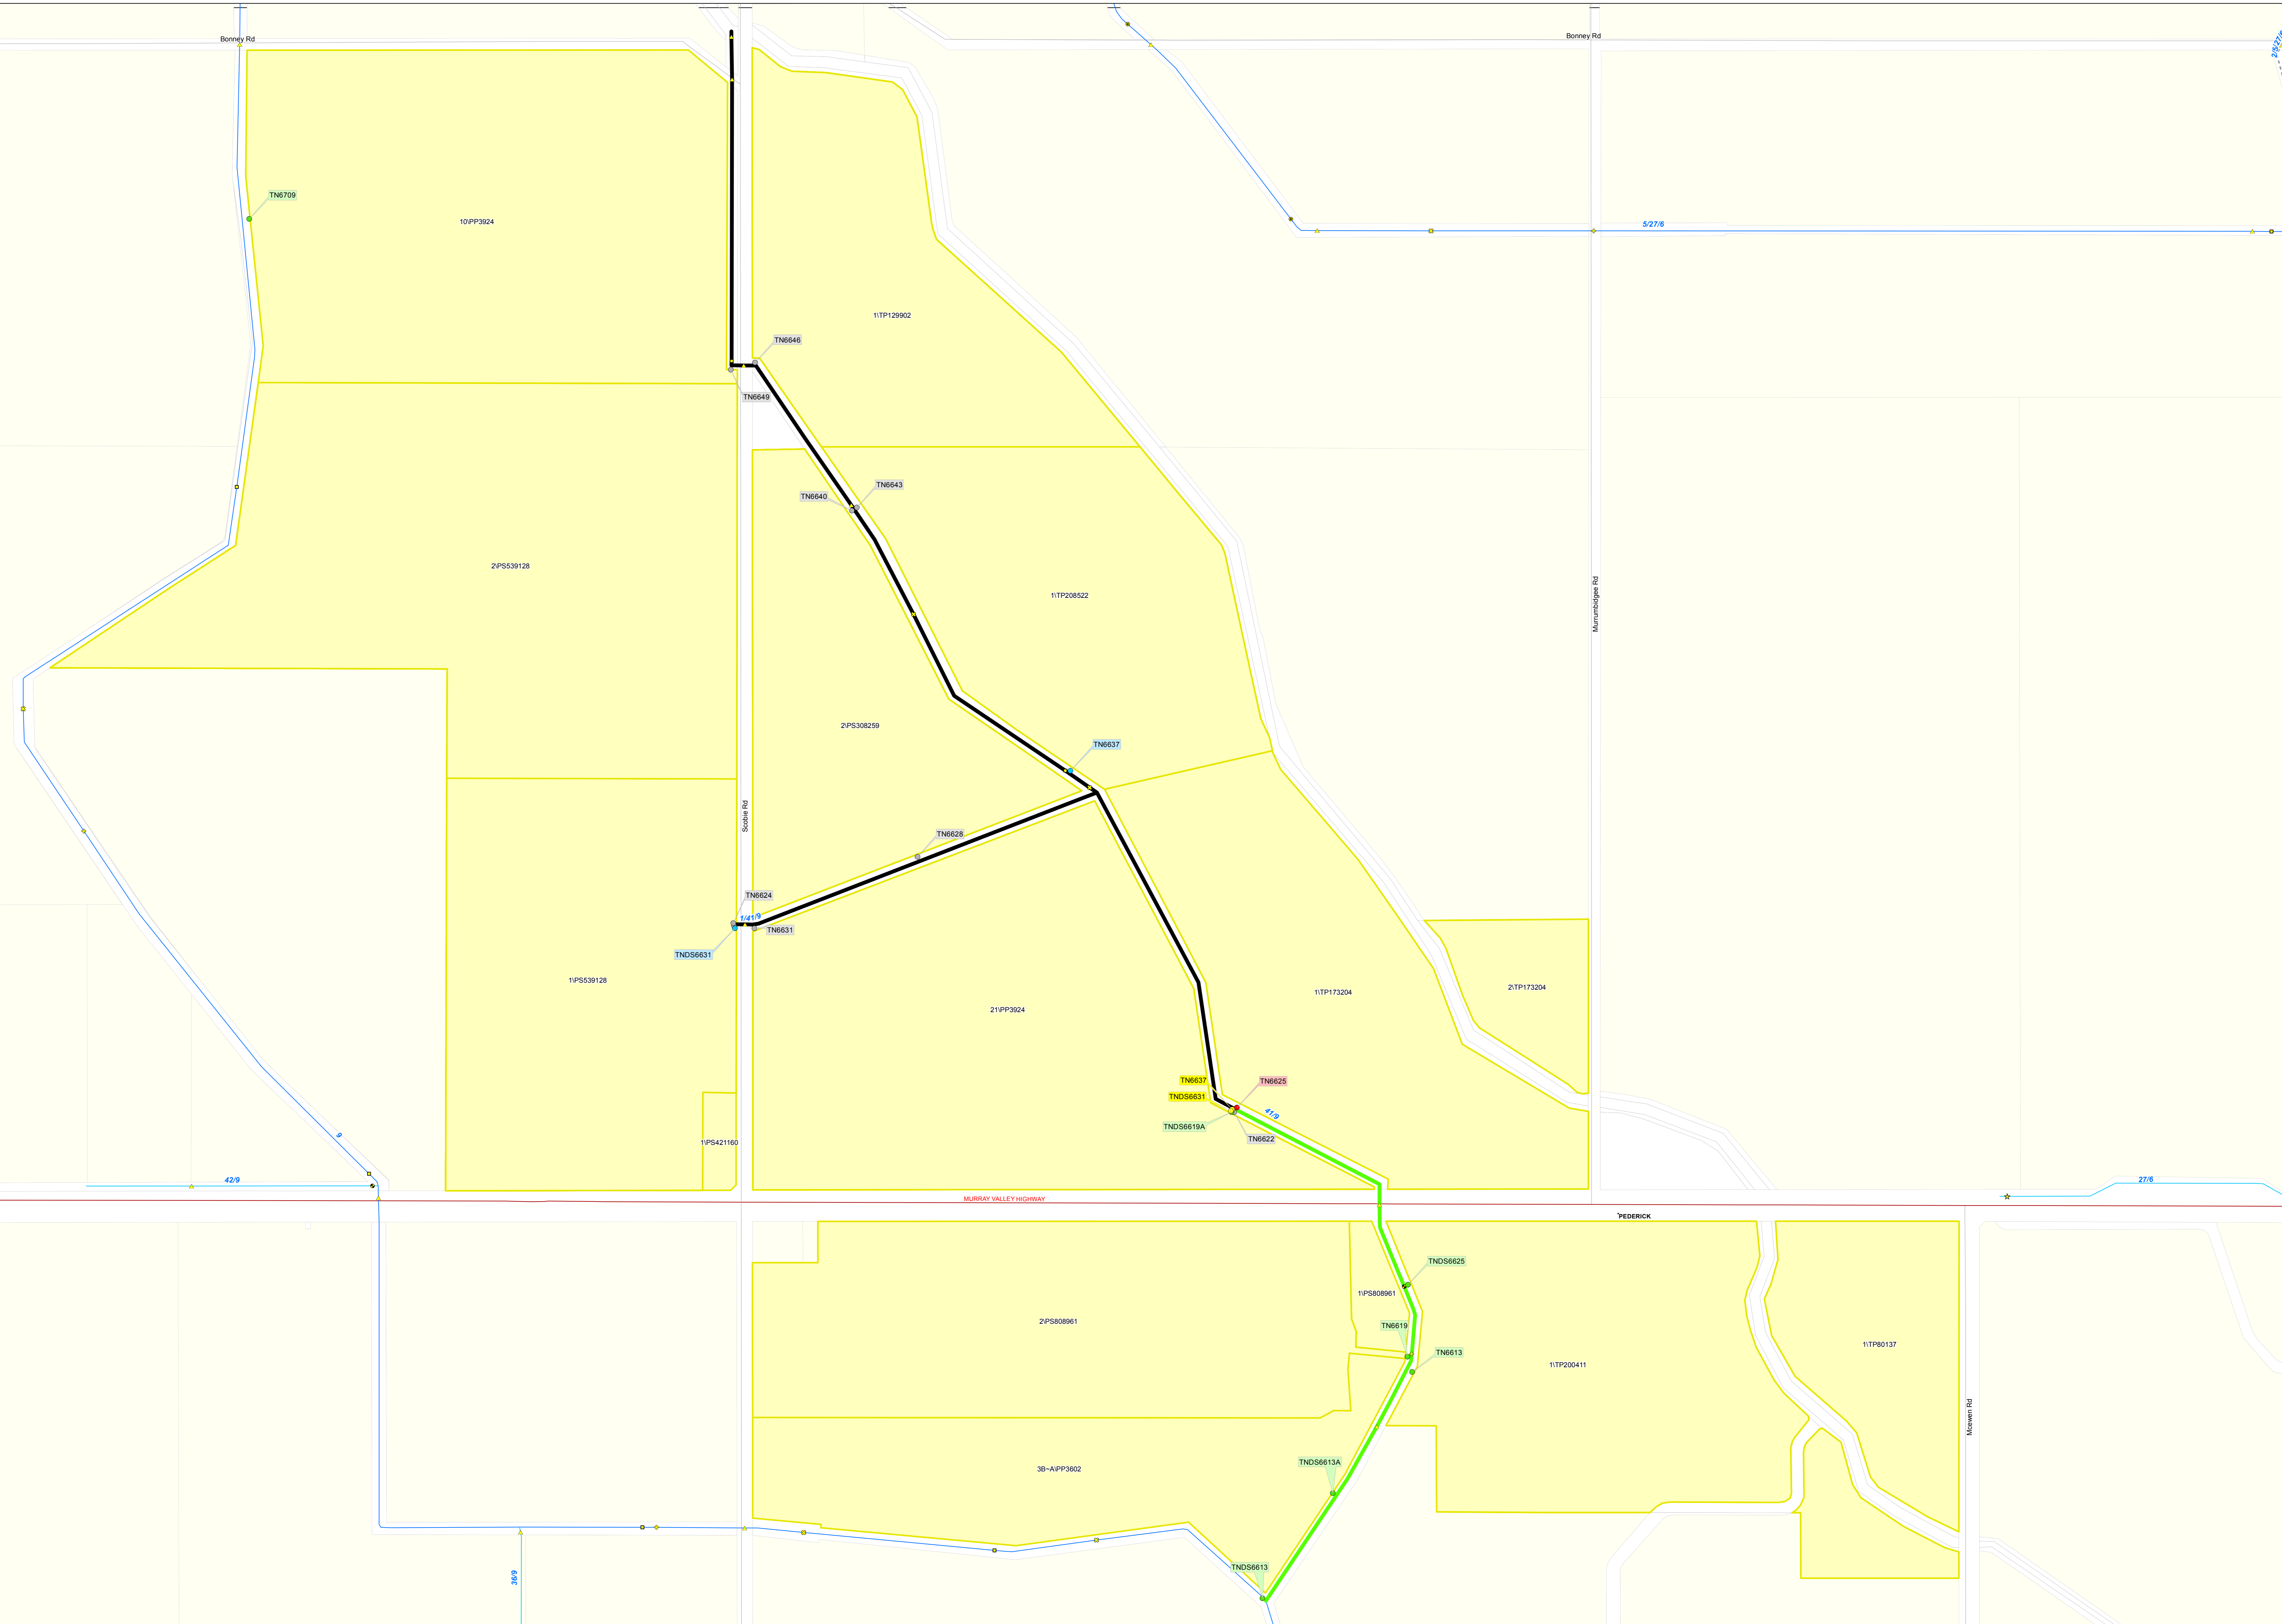 Bonney Rd
Bonney Rd
2/5/27/6
TN6709
10\PP3924
5/27/6
1\TP129902
TN6646
TN6649
TN6643
TN6640
2\PS539128
1\TP208522
Murrumbidgee Rd
2\PS308259
TN6637
Scobie Rd
TN6628
TN6624
1/41/9
TN6631
TNDS6631
1\PS539128
21\PP3924
1\TP173204
2\TP173204
TN6637
TN6625
TNDS6631
41/9
TNDS6619A
TN6622
9
1\PS421160
42/9
27/6
MURRAY VALLEY HIGHWAY
PEDERICK
TNDS6625
1\PS808961
2\PS808961
TN6619
TN6613
1\TP200411
1\TP80137
Mcewen Rd
TNDS6613A
3B~A\PP3602
TNDS6613
36/9